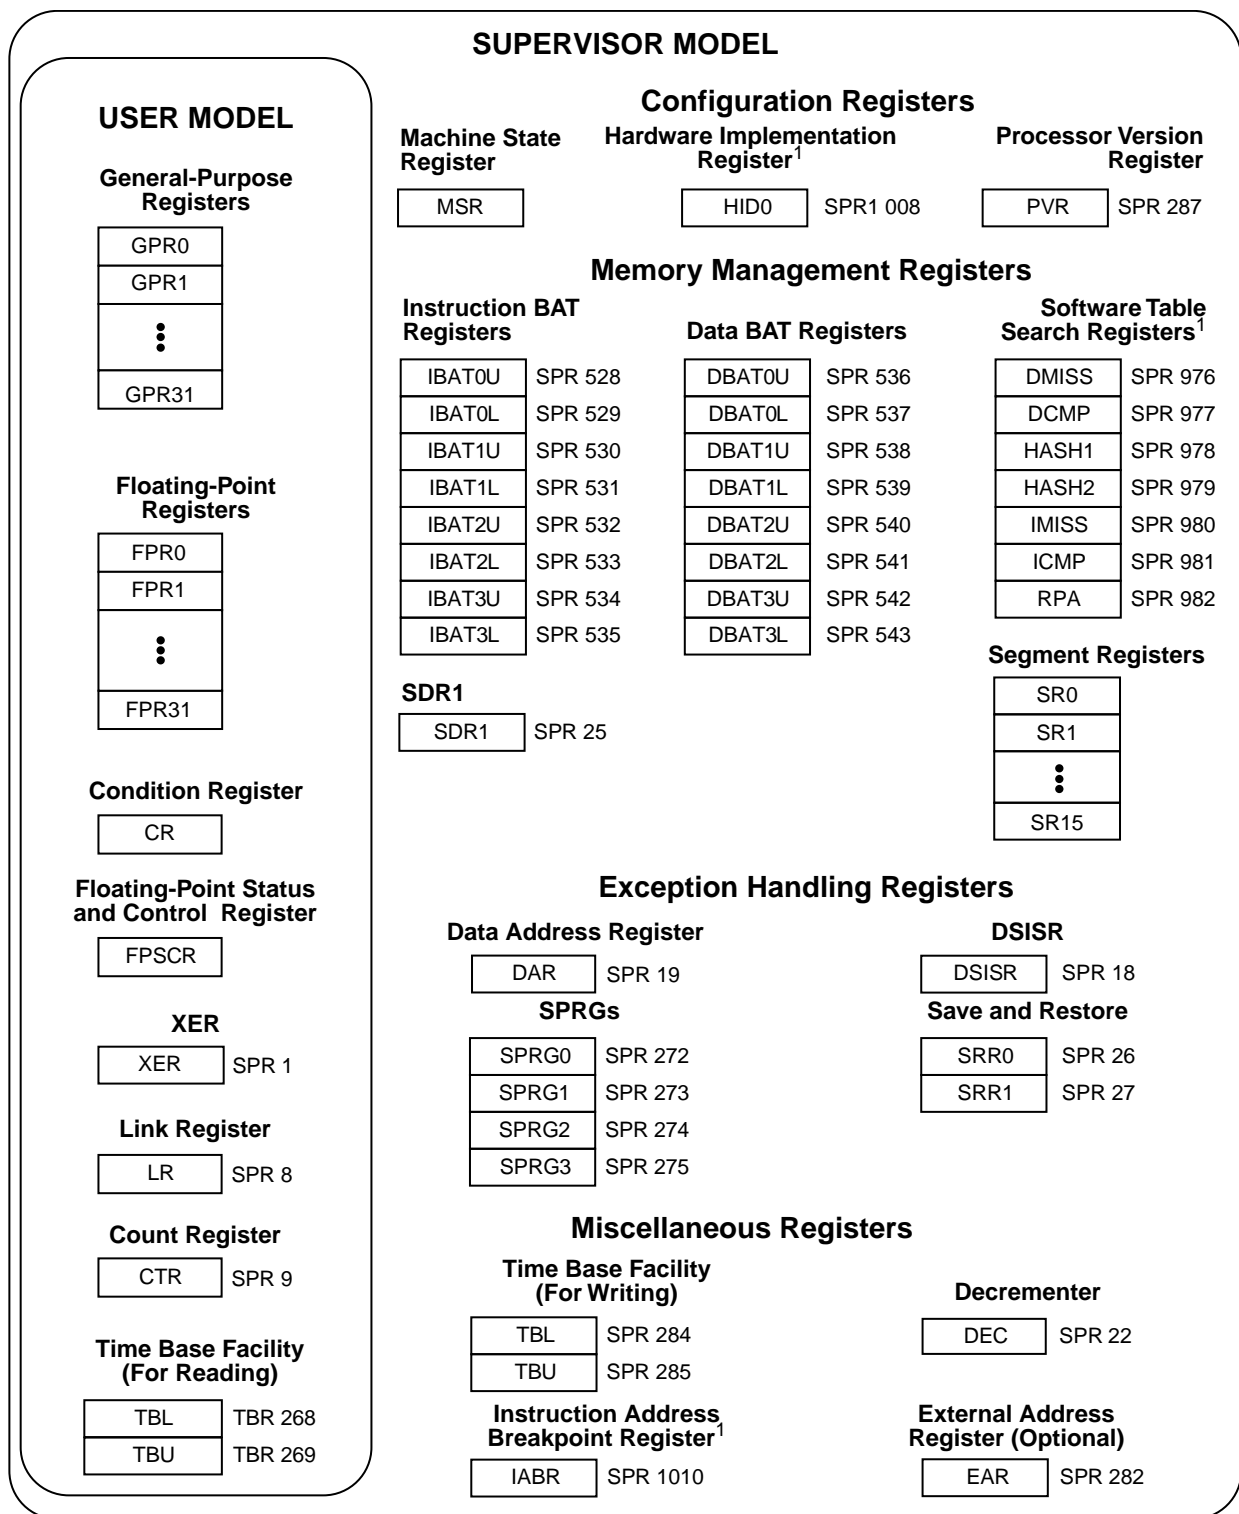 SUPERVISOR MODEL
USER MODEL
General-Purpose
Registers
GPR0
GPR1
GPR31
Floating-Point
Registers
FPR0
FPR1
FPR31
Condition Register
CR
Floating-Point Status
and Control Register
FPSCR
XER
XER SPR 1
Link Register
LR SPR 8
Count Register
CTR SPR 9
Time Base Facility
(For Reading)
TBL TBR 268
TBU TBR 269
Configuration Registers
Machine State
Register
MSR
Hardware Implementation
Register1
HID0 SPR1 008
Processor Version
Register
PVR SPR 287
Memory Management Registers
Instruction BAT
Registers
IBAT0U SPR 528
IBAT0L SPR 529
IBAT1U SPR 530
IBAT1L SPR 531
IBAT2U SPR 532
IBAT2L SPR 533
IBAT3U SPR 534
IBAT3L SPR 535
Data BAT Registers
DBAT0U SPR 536
DBAT0L SPR 537
DBAT1U SPR 538
DBAT1L SPR 539
DBAT2U SPR 540
DBAT2L SPR 541
DBAT3U SPR 542
DBAT3L SPR 543
Software Table
Search Registers1
DMISS SPR 976
DCMP SPR 977
HASH1 SPR 978
HASH2 SPR 979
IMISS SPR 980
ICMP SPR 981
RPA SPR 982
SDR1
SDR1 SPR 25
Segment Registers
SR0
SR1
SR15
Exception Handling Registers
Data Address Register
DAR SPR 19
DSISR
DSISR SPR 18
SPRGs
SPRG0 SPR 272
SPRG1 SPR 273
SPRG2 SPR 274
SPRG3 SPR 275
Save and Restore
SRR0 SPR 26
SRR1 SPR 27
Miscellaneous Registers
Time Base Facility
(For Writing)
TBL SPR 284
TBU SPR 285
Decrementer
DEC SPR 22
Instruction Address
Breakpoint Register1
IABR SPR 1010
External Address
Register (Optional)
EAR SPR 282